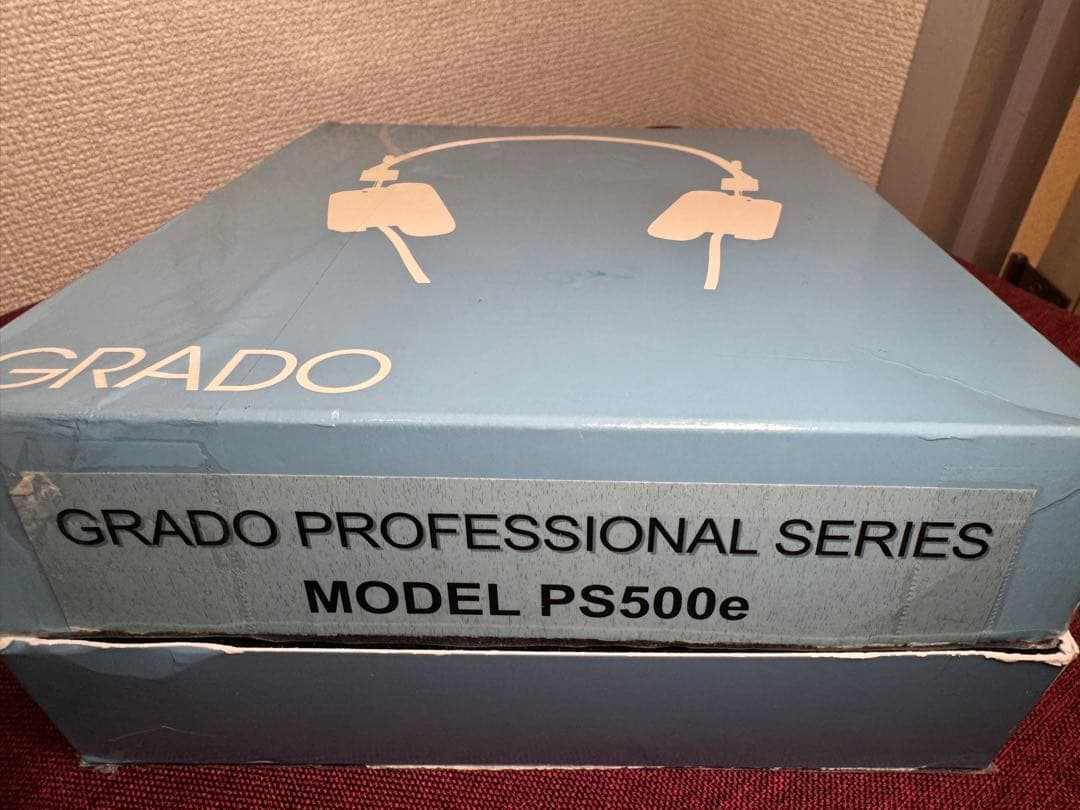 GRADO
GRADO PROFESSIONAL SERIES
MODEL PS500e